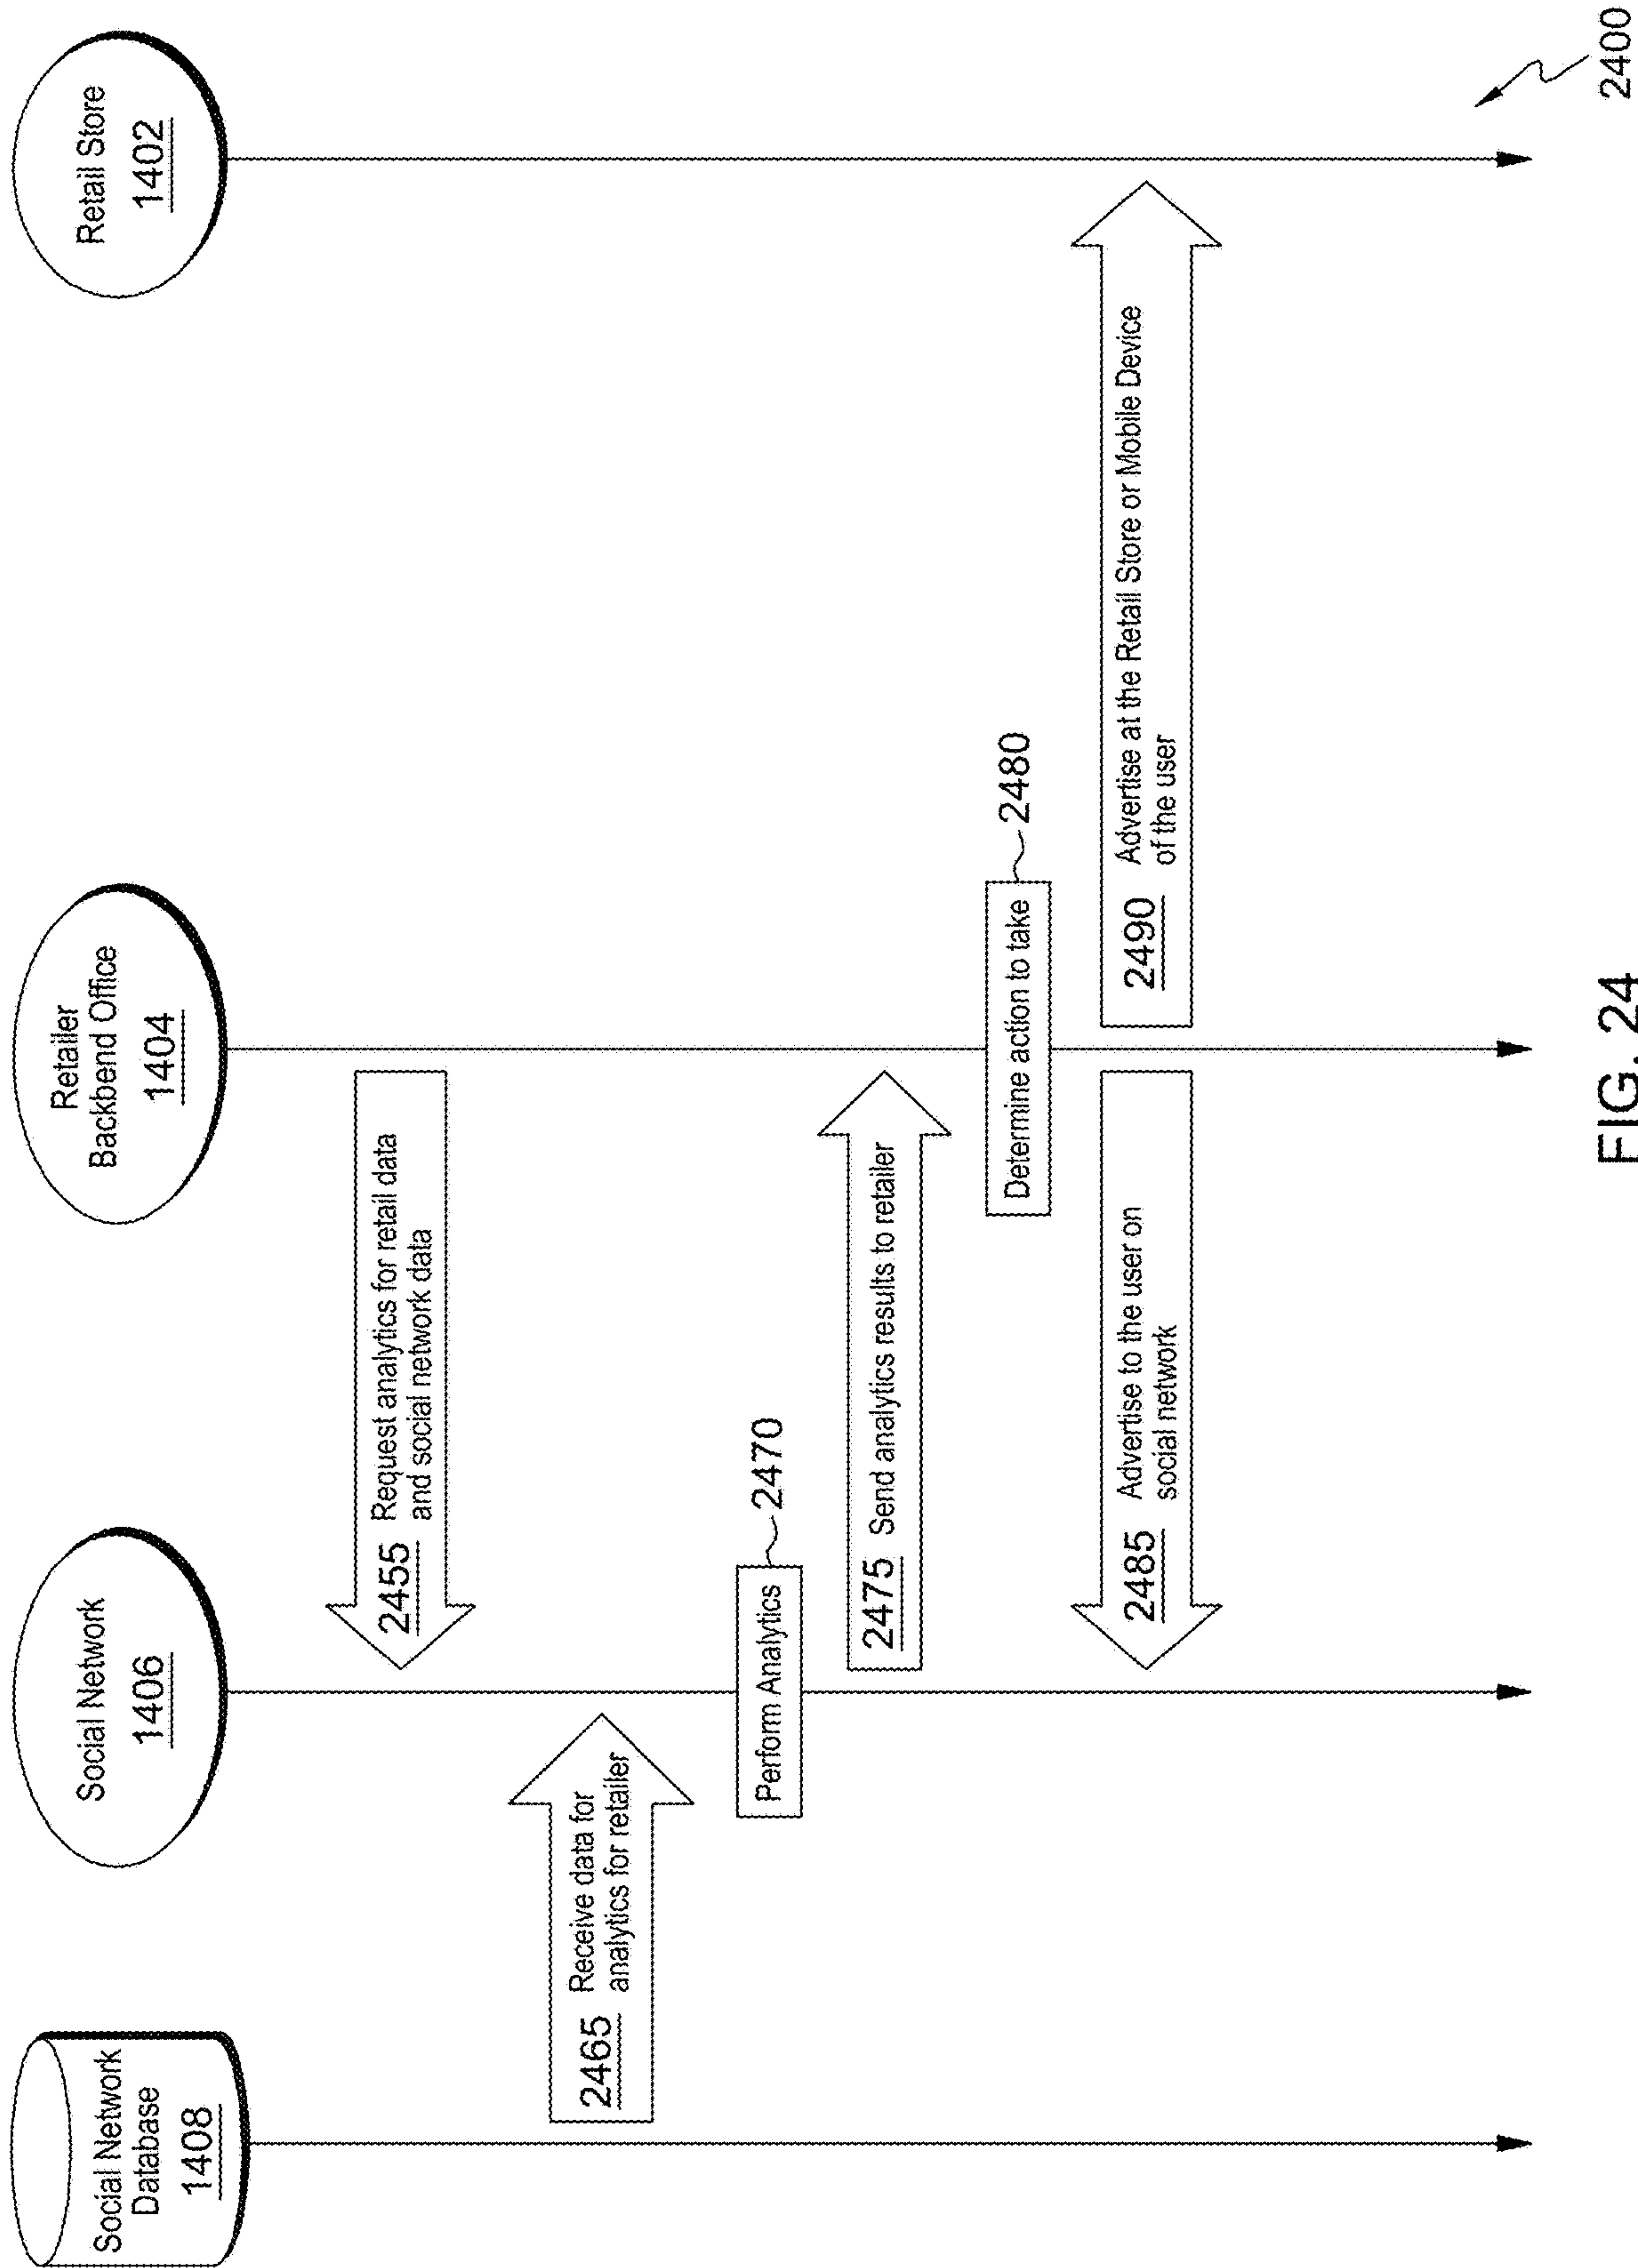 Social Network
Database
1408
Social Network
1406
Retailer
Backbend Office
1404
Retail Store
1402
2455 Request analytics for retail data
and social network data
2465 Receive data for
analytics for retailer
Perform Analytics
2470
2475 Send analytics results to retailer
Determine action to take
2480
2485 Advertise to the user on
social network
2490 Advertise at the Retail Store or Mobile Device
of the user
2400
FIG. 24